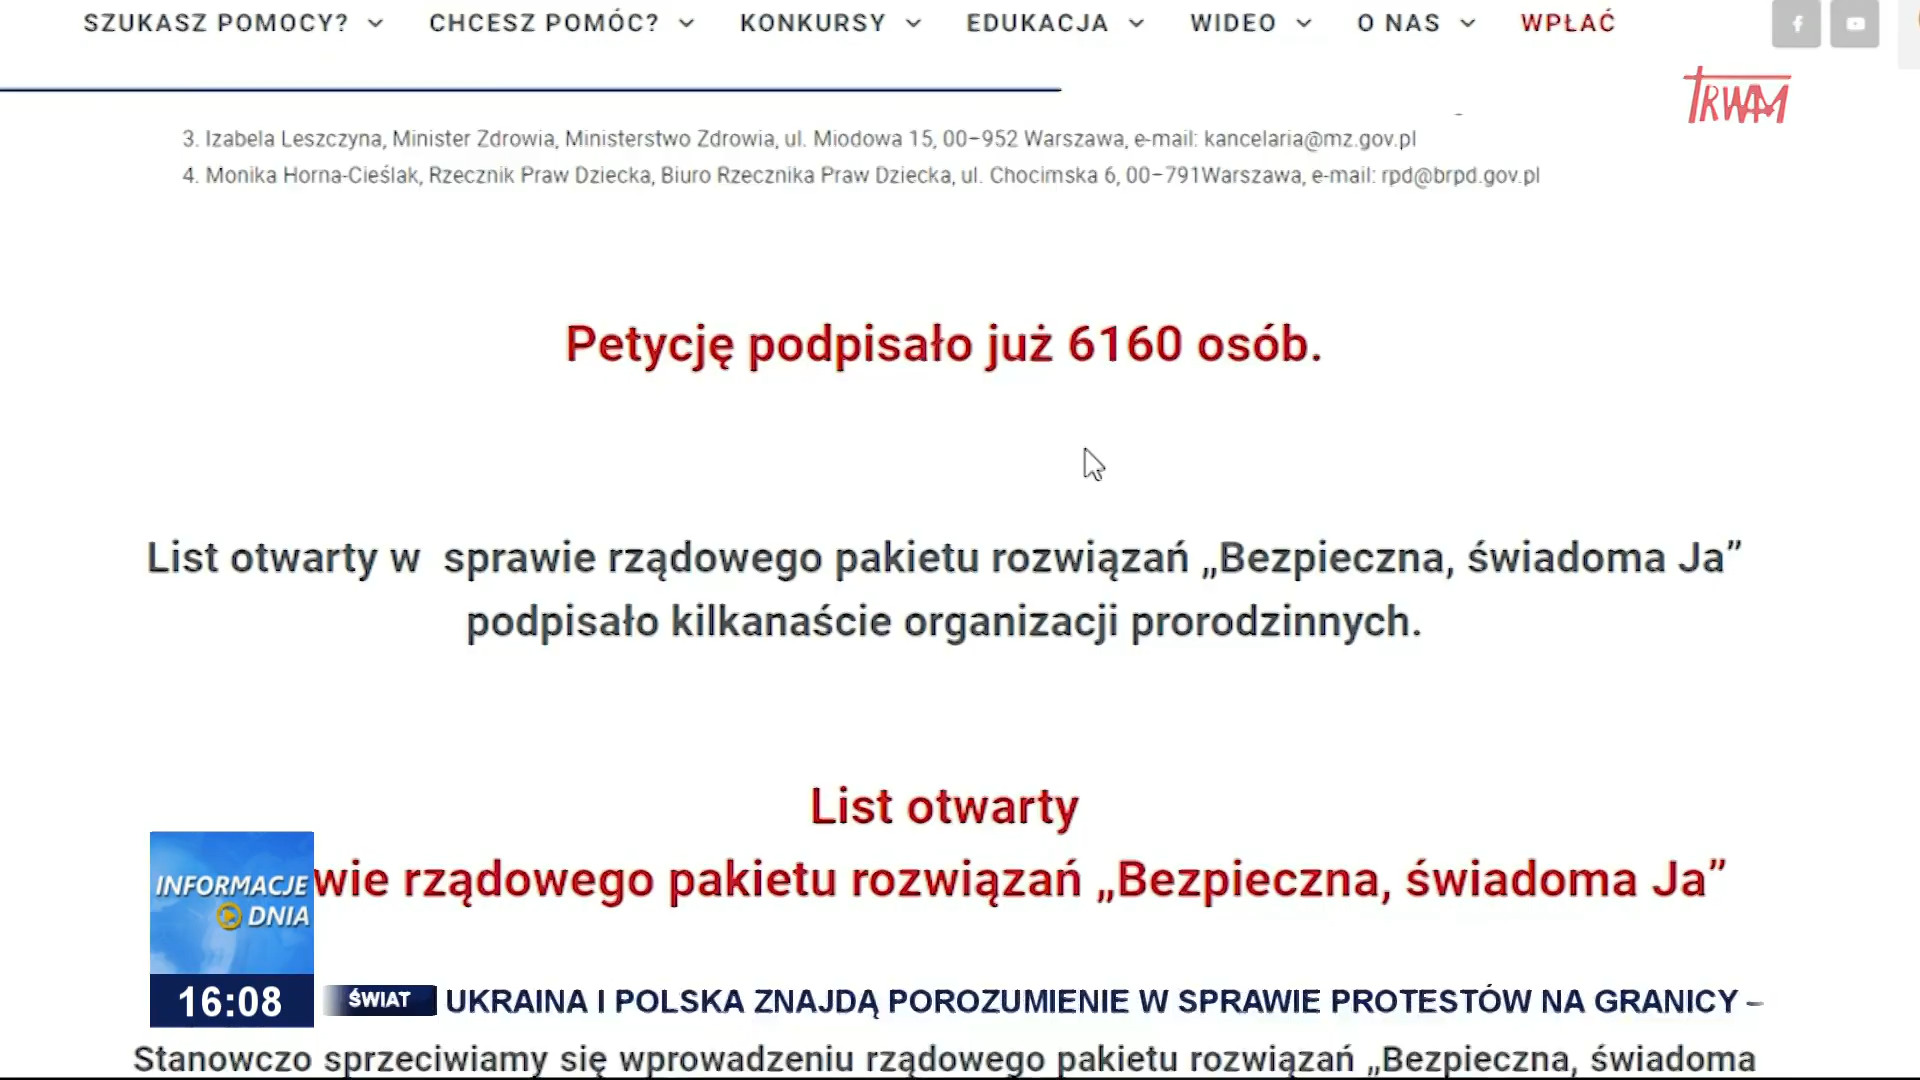 SZUKASZ POMOCY? CHCESZ POMÓC? KONKURSY EDUKACJA WIDEO O NAS WPŁAĆ
TRWAM
3. Izabela Leszczyna, Minister Zdrowia, Ministerstwo Zdrowia, ul. Miodowa 15, 00–952 Warszawa, e-mail: kancelaria@mz.gov.pl
4. Monika Horna-Cieślak, Rzecznik Praw Dziecka, Biuro Rzecznika Praw Dziecka, ul. Chocimska 6, 00–791Warszawa, e-mail: rpd@brpd.gov.pl
Petycję podpisało już 6160 osób.
List otwarty w sprawie rządowego pakietu rozwiązań „Bezpieczna, świadoma Ja”
podpisało kilkanaście organizacji prorodzinnych.
List otwarty
wie rządowego pakietu rozwiązań „Bezpieczna, świadoma Ja”
INFORMACJE
DNIA
16:08 ŚWIAT UKRAINA I POLSKA ZNAJDĄ POROZUMIENIE W SPRAWIE PROTESTÓW NA GRANICY –
Stanowczo sprzeciwiamy się wprowadzeniu rządowego pakietu rozwiązań „Bezpieczna, świadoma